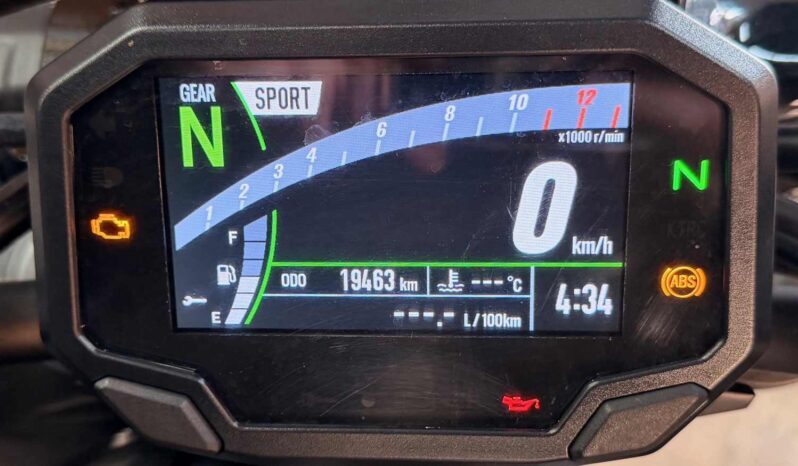 GEAR
SPORT
N
1 2 3 4 6 8 10 12
x1000 r/min
N
0 km/h
F
ABS
ODO 19463 km ---°C
4:34
E
---.- L/100km